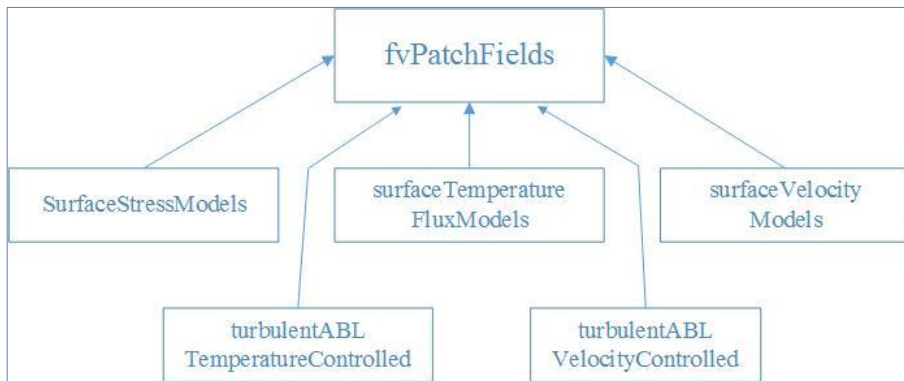 fvPatchFields
SurfaceStressModels
surfaceTemperature
FluxModels
surfaceVelocity
Models
turbulentABL
TemperatureControlled
turbulentABL
VelocityControlled